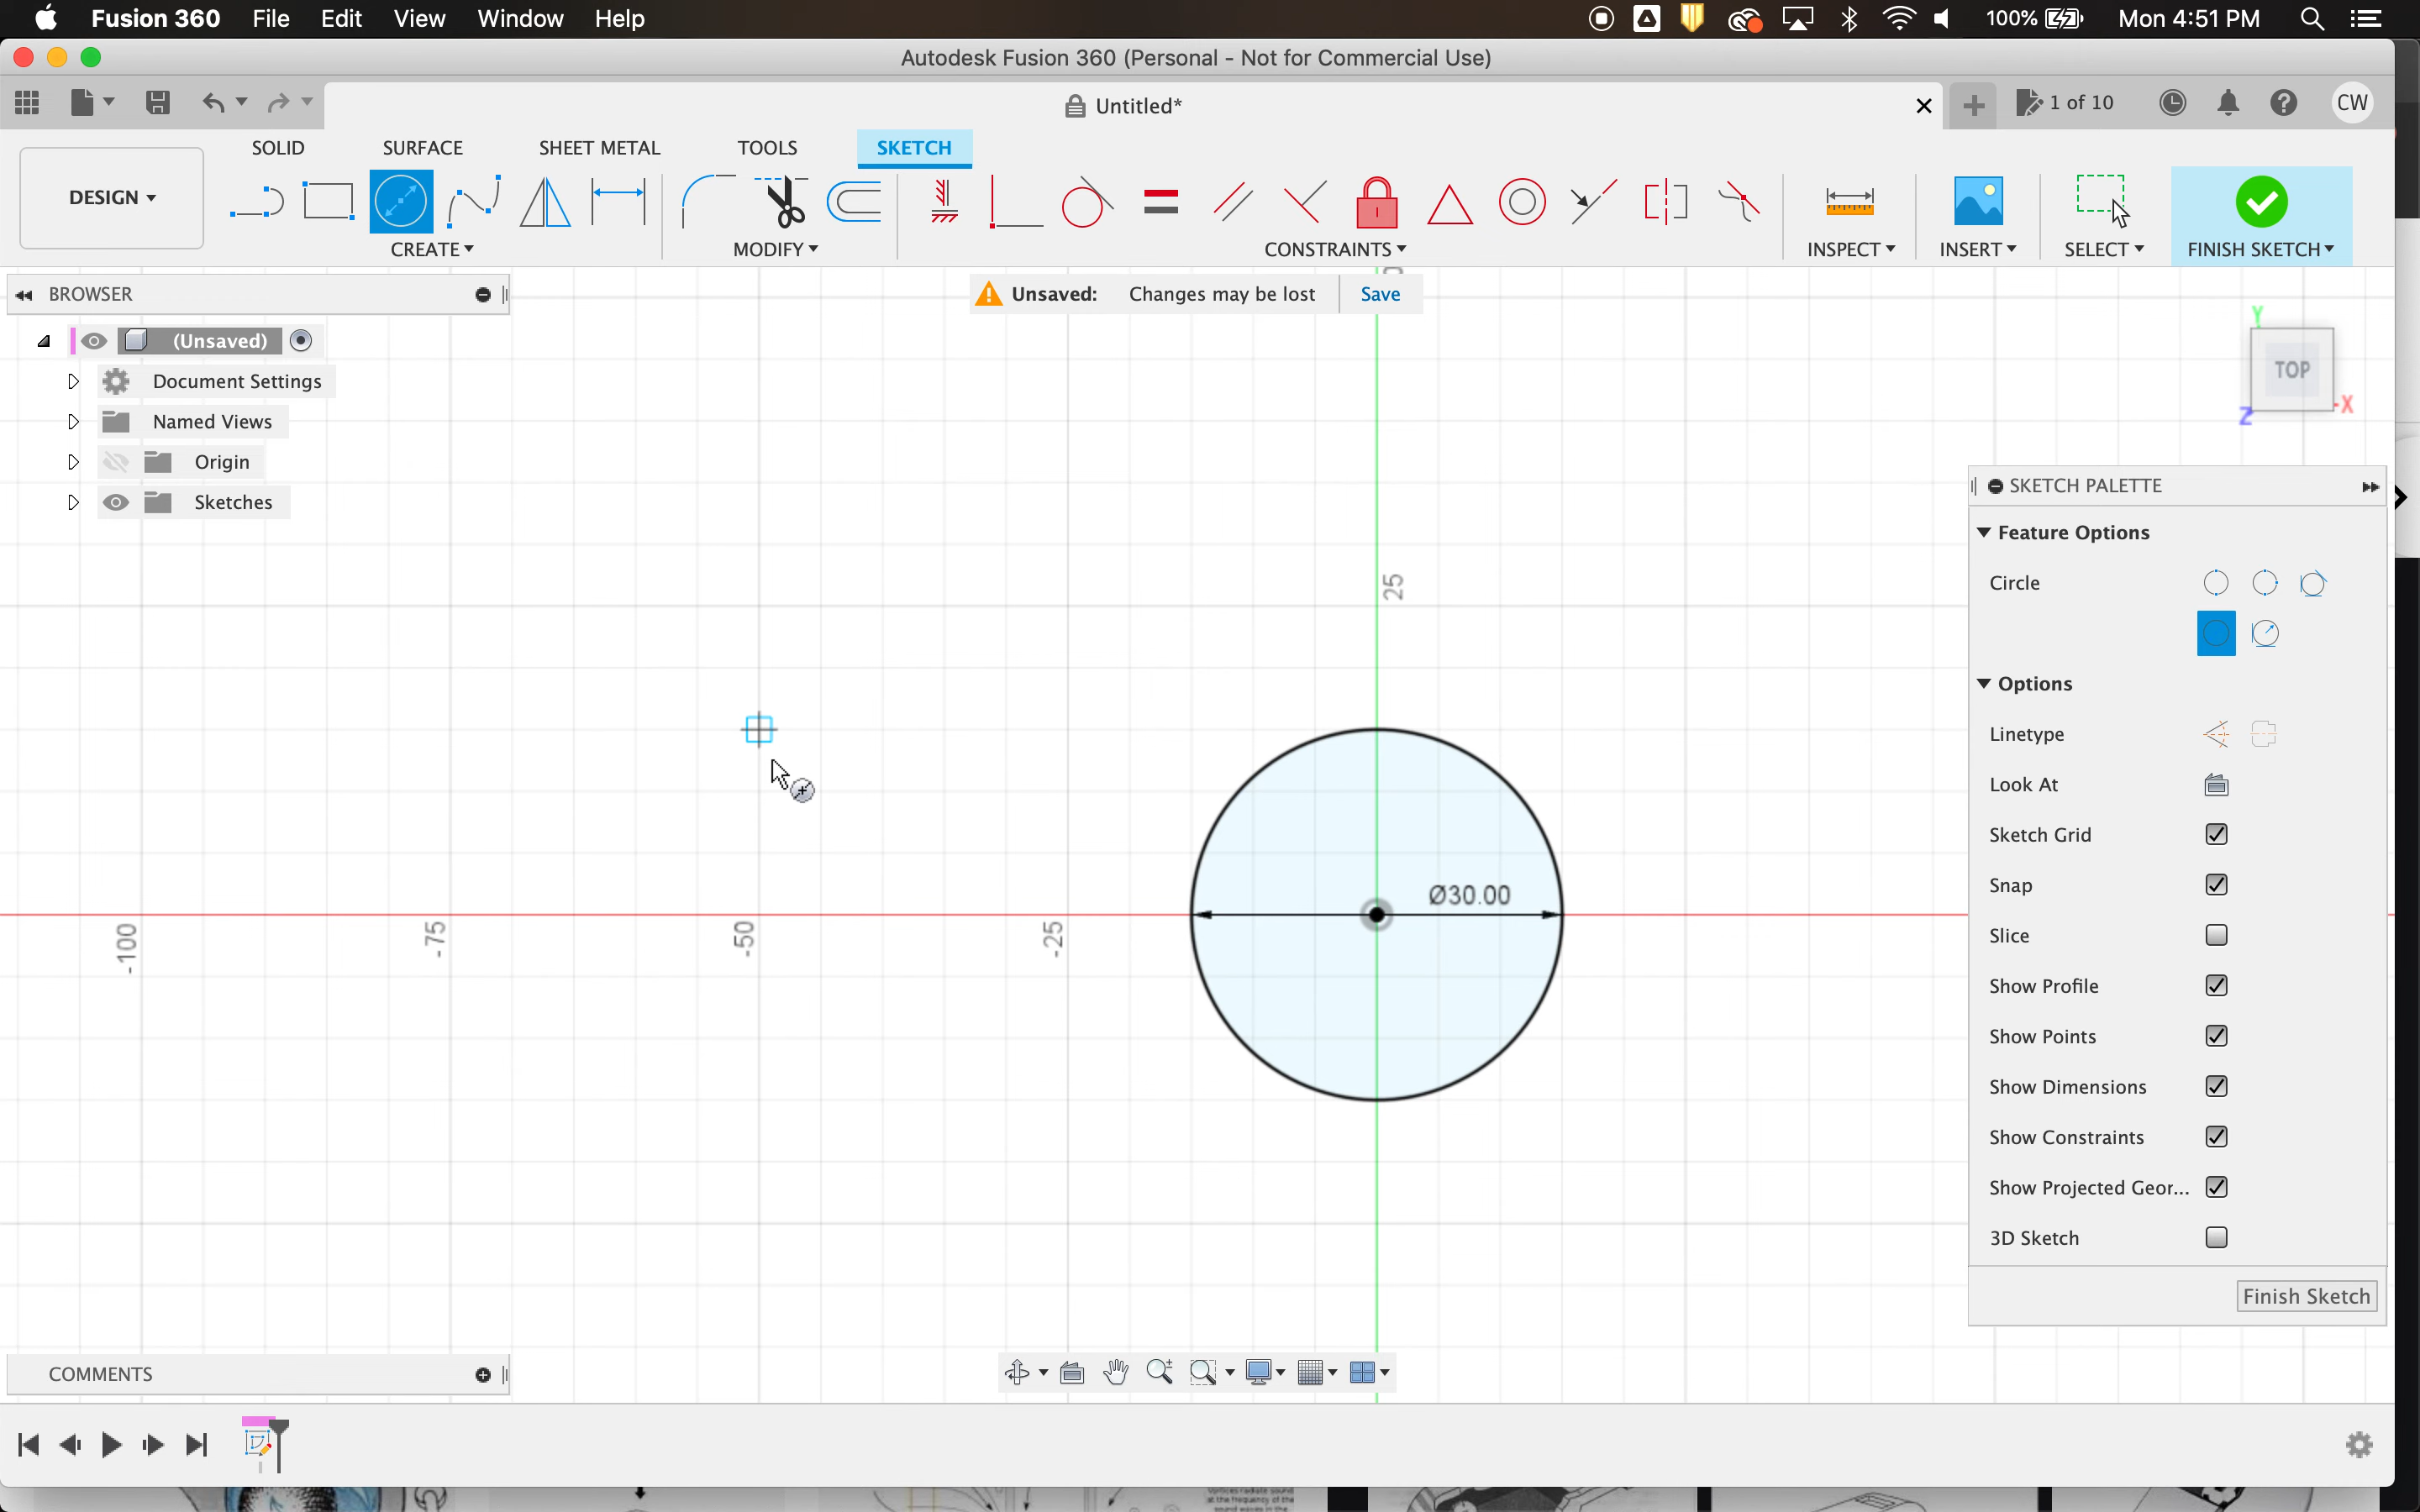 Fusion 360 File Edit View Window Help
100% Mon 4:51 PM
Autodesk Fusion 360 (Personal - Not for Commercial Use)
Untitled*
1 of 10
CW
SOLID SURFACE SHEET METAL TOOLS SKETCH
DESIGN
CREATE MODIFY CONSTRAINTS INSPECT INSERT SELECT FINISH SKETCH
BROWSER
Unsaved: Changes may be lost Save
(Unsaved)
Document Settings
Named Views
Origin
Sketches
TOP
Y
-X
Z
25
Ø30.00
-100
-75
-50
-25
SKETCH PALETTE
Feature Options
Circle
Options
Linetype
Look At
Sketch Grid
Snap
Slice
Show Profile
Show Points
Show Dimensions
Show Constraints
Show Projected Geor...
3D Sketch
Finish Sketch
COMMENTS